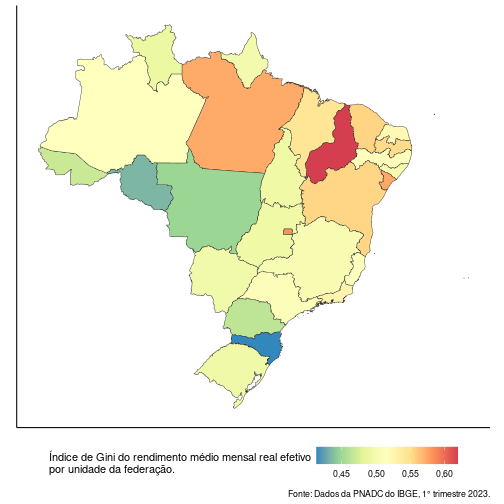 Índice de Gini do rendimento médio mensal real efetivo
por unidade da federação.
0,45 0,50 0,55 0,60
Fonte: Dados da PNADC do IBGE, 1° trimestre 2023.